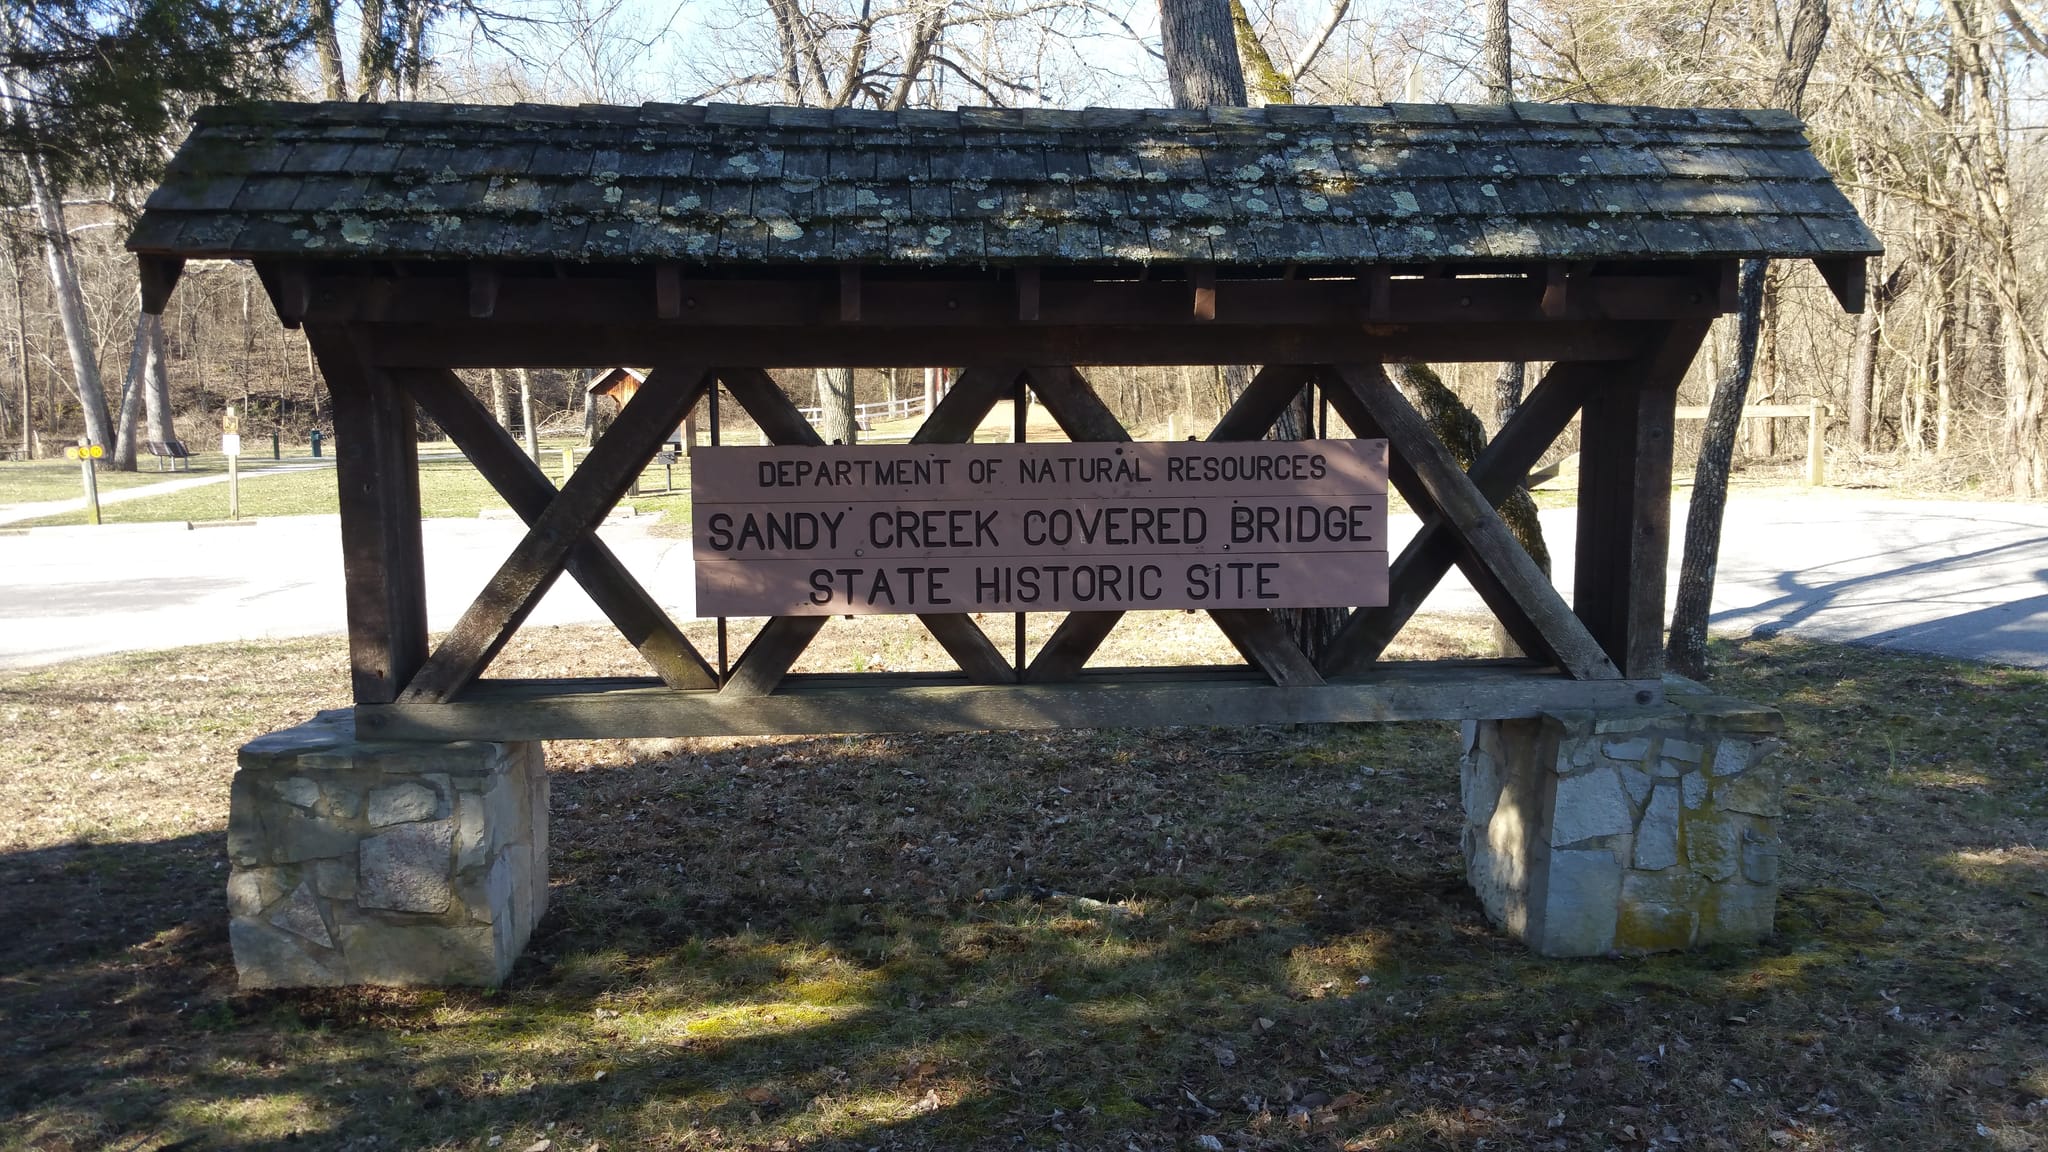 DEPARTMENT OF NATURAL RESOURCES
SANDY CREEK COVERED BRIDGE
STATE HISTORIC SITE